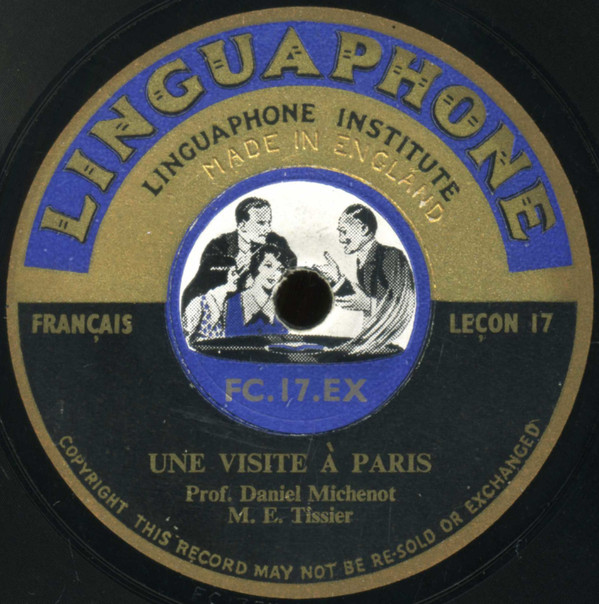 LINGUAPHONE
LINGUAPHONE INSTITUTE
MADE IN ENGLAND
FRANÇAIS
LEÇON 17
FC.17.EX
UNE VISITE À PARIS
Prof. Daniel Michenot
M. E. Tissier
COPYRIGHT THIS RECORD MAY NOT BE RE-SOLD OR EXCHANGED